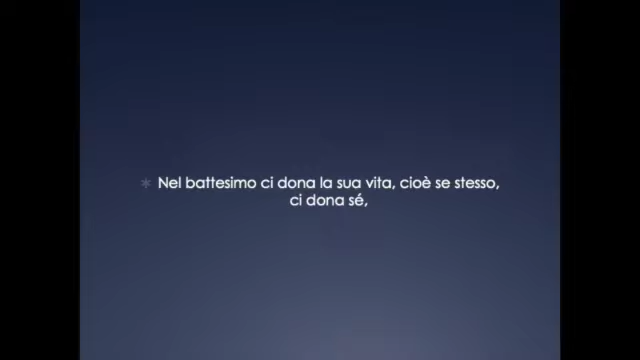 * Nel battesimo ci dona la sua vita, cioè se stesso,
ci dona sé,